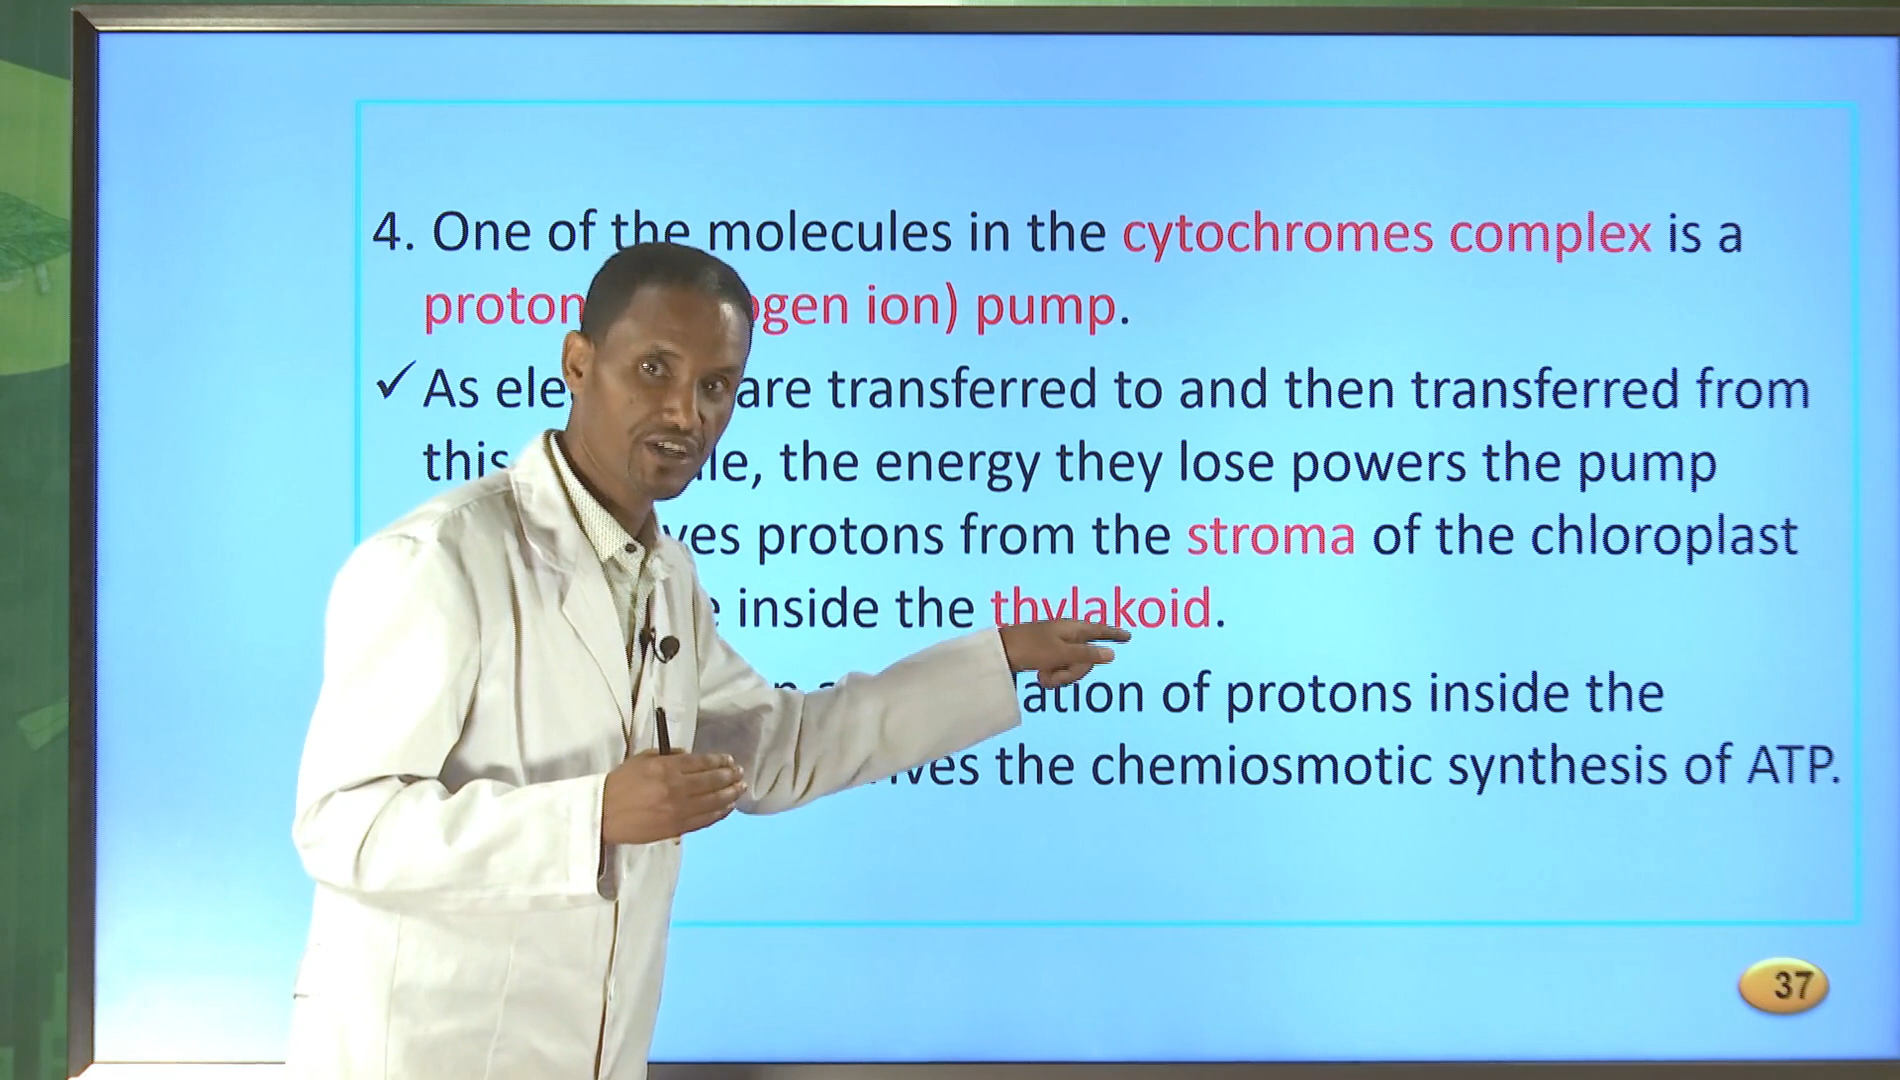 4. One of the molecules in the cytochromes complex is a
proton ogen ion) pump.
✓ As ele are transferred to and then transferred from
this le, the energy they lose powers the pump
ves protons from the stroma of the chloroplast
inside the thylakoid.
ation of protons inside the
ives the chemiosmotic synthesis of ATP.
37